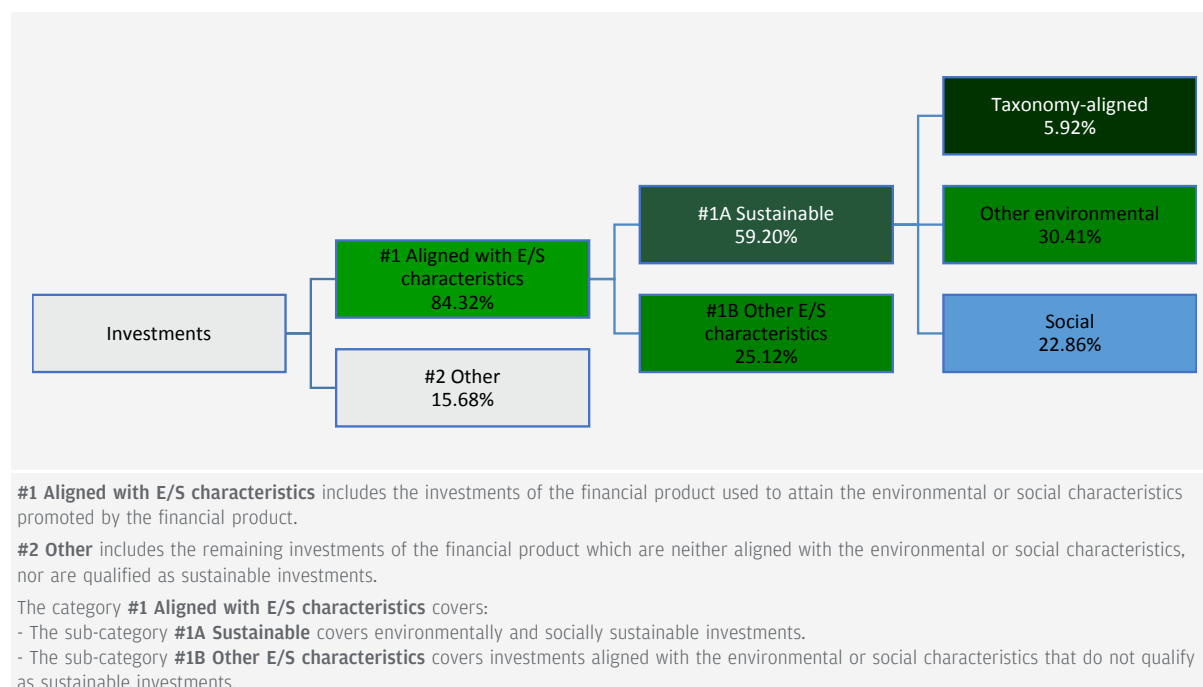 Taxonomy-aligned
5.92%
#1A Sustainable
59.20%
Other environmental
30.41%
#1 Aligned with E/S
characteristics
84.32%
Investments
#1B Other E/S
characteristics
25.12%
Social
22.86%
#2 Other
15.68%
#1 Aligned with E/S characteristics includes the investments of the financial product used to attain the environmental or social characteristics
promoted by the financial product.
#2 Other includes the remaining investments of the financial product which are neither aligned with the environmental or social characteristics,
nor are qualified as sustainable investments.
The category #1 Aligned with E/S characteristics covers:
- The sub-category #1A Sustainable covers environmentally and socially sustainable investments.
- The sub-category #1B Other E/S characteristics covers investments aligned with the environmental or social characteristics that do not qualify
as sustainable investments.